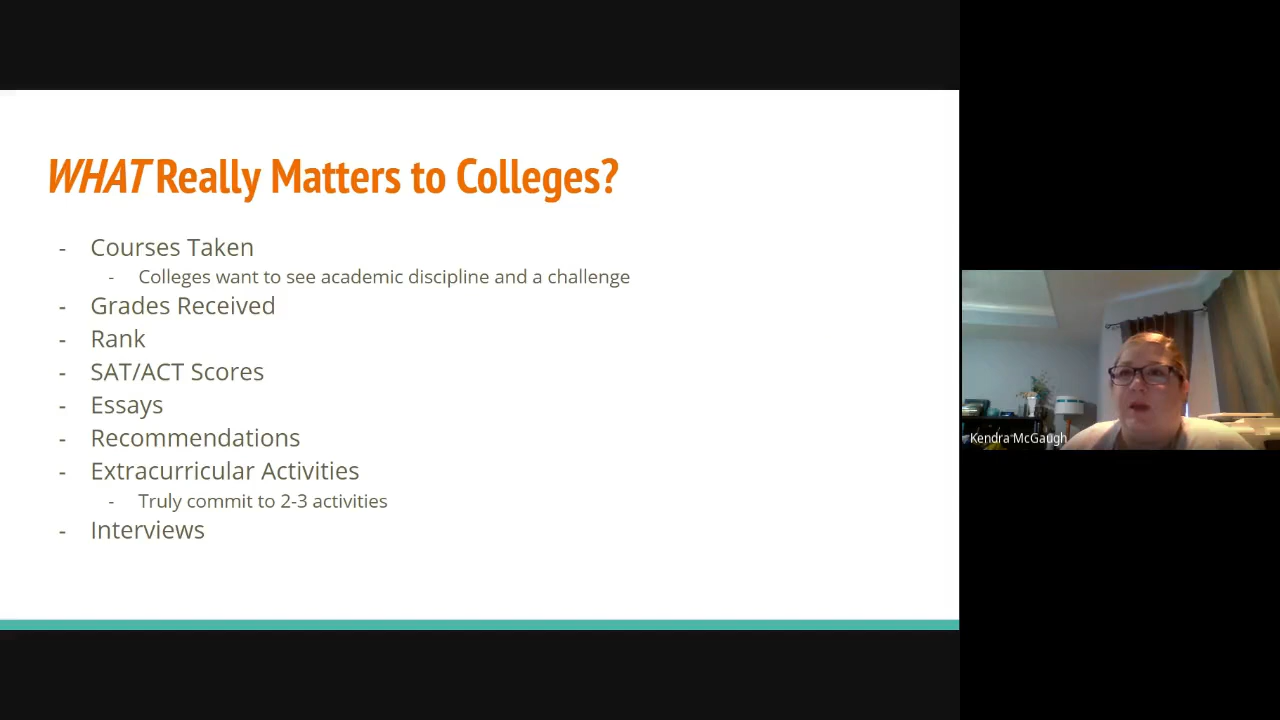 WHAT Really Matters to Colleges?
- Courses Taken
- Colleges want to see academic discipline and a challenge
- Grades Received
- Rank
- SAT/ACT Scores
- Essays
- Recommendations
- Extracurricular Activities
- Truly commit to 2-3 activities
- Interviews
Kendra McGaugh